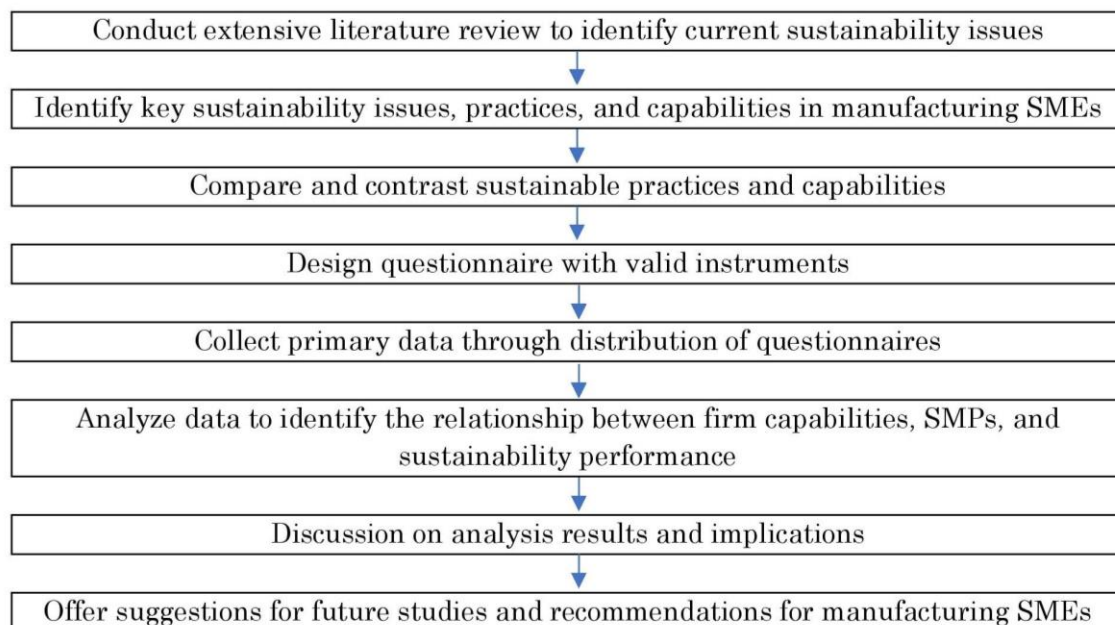 Conduct extensive literature review to identify current sustainability issues
Identify key sustainability issues, practices, and capabilities in manufacturing SMEs
Compare and contrast sustainable practices and capabilities
Design questionnaire with valid instruments
Collect primary data through distribution of questionnaires
Analyze data to identify the relationship between firm capabilities, SMPs, and
sustainability performance
Discussion on analysis results and implications
Offer suggestions for future studies and recommendations for manufacturing SMEs